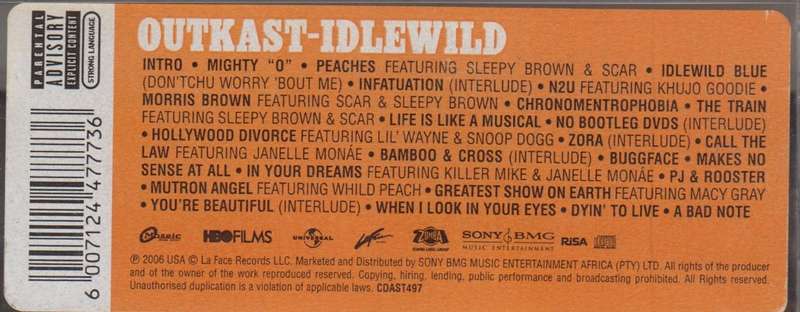 PARENTAL
ADVISORY
EXPLICIT CONTENT
STRONG LANGUAGE
6 007124 477736
OUTKAST-IDLEWILD
INTRO • MIGHTY "O" • PEACHES FEATURING SLEEPY BROWN & SCAR • IDLEWILD BLUE
(DON'TCHU WORRY 'BOUT ME) • INFATUATION (INTERLUDE) • N2U FEATURING KHUJO GOODIE •
MORRIS BROWN FEATURING SCAR & SLEEPY BROWN • CHRONOMENTROPHOBIA • THE TRAIN
FEATURING SLEEPY BROWN & SCAR • LIFE IS LIKE A MUSICAL • NO BOOTLEG DVDS (INTERLUDE)
• HOLLYWOOD DIVORCE FEATURING LIL' WAYNE & SNOOP DOGG • ZORA (INTERLUDE) • CALL THE
LAW FEATURING JANELLE MONÁE • BAMBOO & CROSS (INTERLUDE) • BUGGFACE • MAKES NO
SENSE AT ALL • IN YOUR DREAMS FEATURING KILLER MIKE & JANELLE MONÁE • PJ & ROOSTER
• MUTRON ANGEL FEATURING WHILD PEACH • GREATEST SHOW ON EARTH FEATURING MACY GRAY
• YOU'RE BEAUTIFUL (INTERLUDE) • WHEN I LOOK IN YOUR EYES • DYIN' TO LIVE • A BAD NOTE
Mosaic HBO FILMS UNIVERSAL LaFace ZOMBA SONY BMG RiSA
MUSIC ENTERTAINMENT
℗ 2006 USA © La Face Records LLC. Marketed and Distributed by SONY BMG MUSIC ENTERTAINMENT AFRICA (PTY) LTD. All rights of the producer
and of the owner of the work reproduced reserved. Copying, hiring, lending, public performance and broadcasting prohibited. All rights Reserved.
Unauthorised duplication is a violation of applicable laws. CDAST497